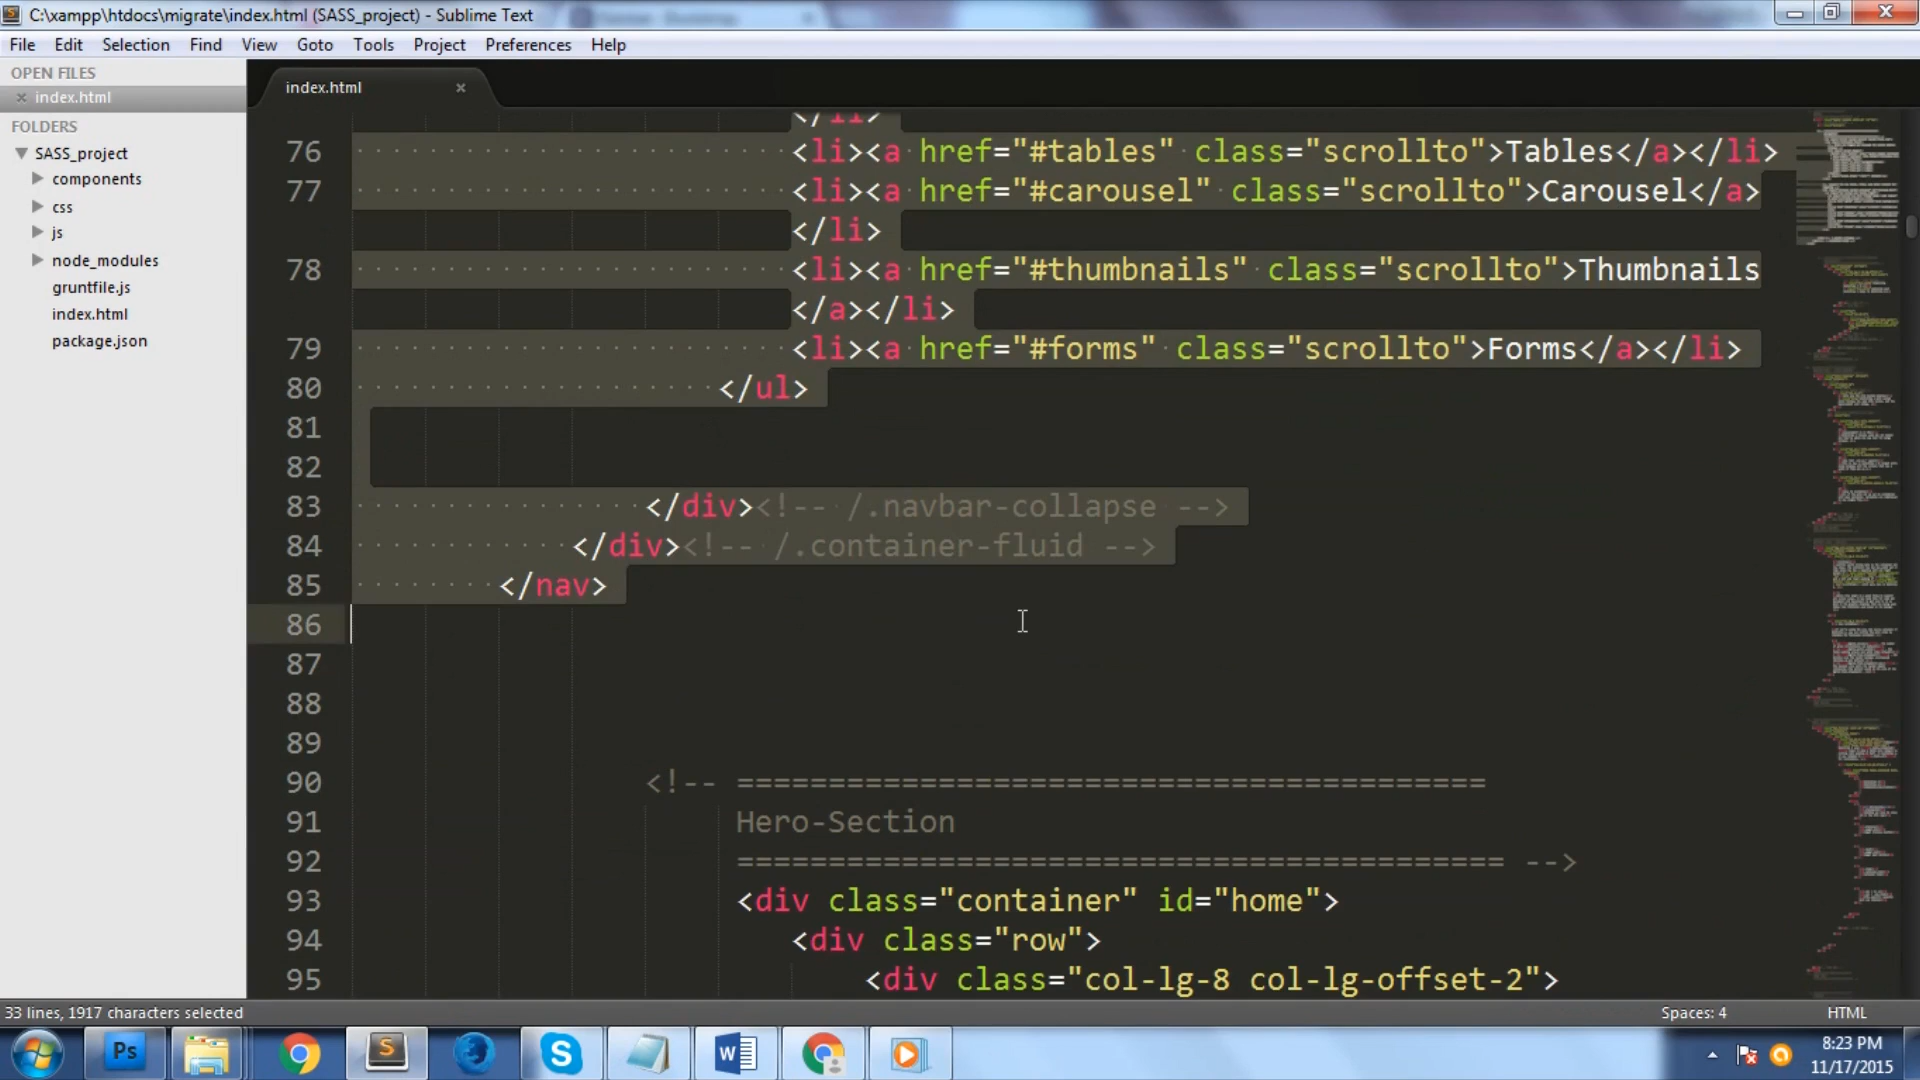 C:\xampp\htdocs\migrate\index.html (SASS_project) - Sublime Text
File Edit Selection Find View Goto Tools Project Preferences Help
OPEN FILES
index.html
FOLDERS
SASS_project
components
css
js
node_modules
gruntfile.js
index.html
package.json
index.html
</li>
76 <li><a href="#tables" class="scrollto">Tables</a></li>
77 <li><a href="#carousel" class="scrollto">Carousel</a>
</li>
78 <li><a href="#thumbnails" class="scrollto">Thumbnails
</a></li>
79 <li><a href="#forms" class="scrollto">Forms</a></li>
80 </ul>
81
82
83 </div><!-- /.navbar-collapse -->
84 </div><!-- /.container-fluid -->
85 </nav>
86
87
88
89
90 <!-- =========================================
91 Hero-Section
92 ========================================== -->
93 <div class="container" id="home">
94 <div class="row">
95 <div class="col-lg-8 col-lg-offset-2">
33 lines, 1917 characters selected
Spaces: 4 HTML
Ps
S
S
W
8:23 PM
11/17/2015